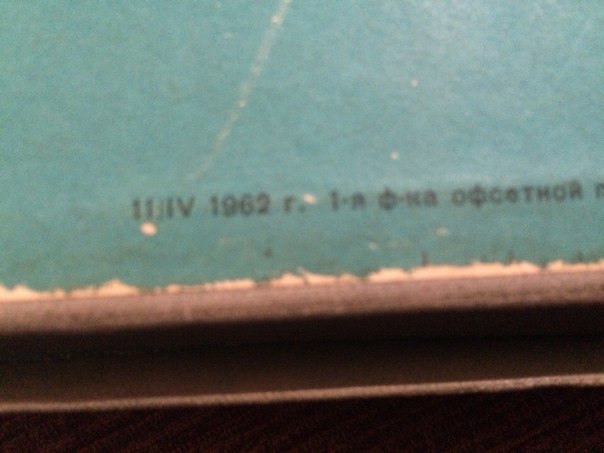 11/IV 1962 г. 1-я ф-ка офсетной п